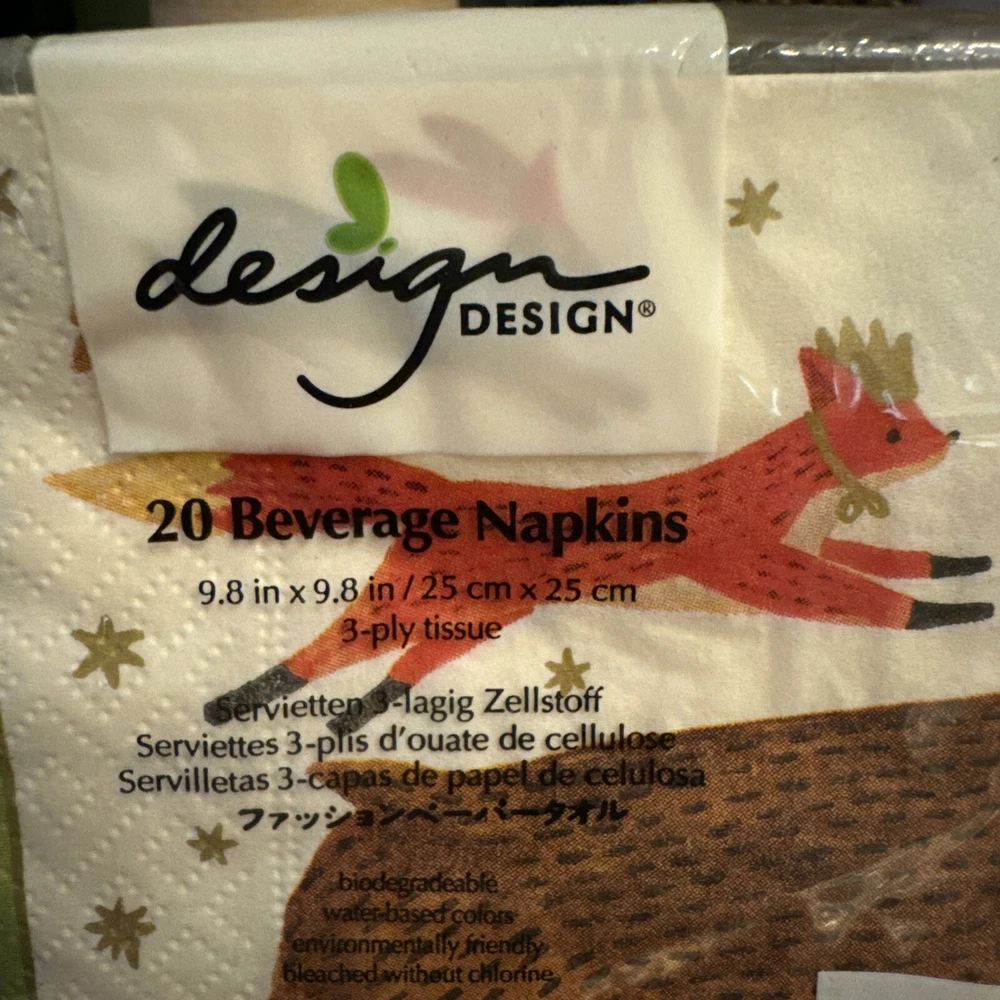 design
DESIGN®
20 Beverage Napkins
9.8 in x 9.8 in / 25 cm x 25 cm
3-ply tissue
Servietten 3-lagig Zellstoff
Serviettes 3-plis d'ouate de cellulose
Servilletas 3-capas de papel de celulosa
ファッションペーパータオル
biodegradeable
water-based colors
environmentally friendly
bleached without chlorine